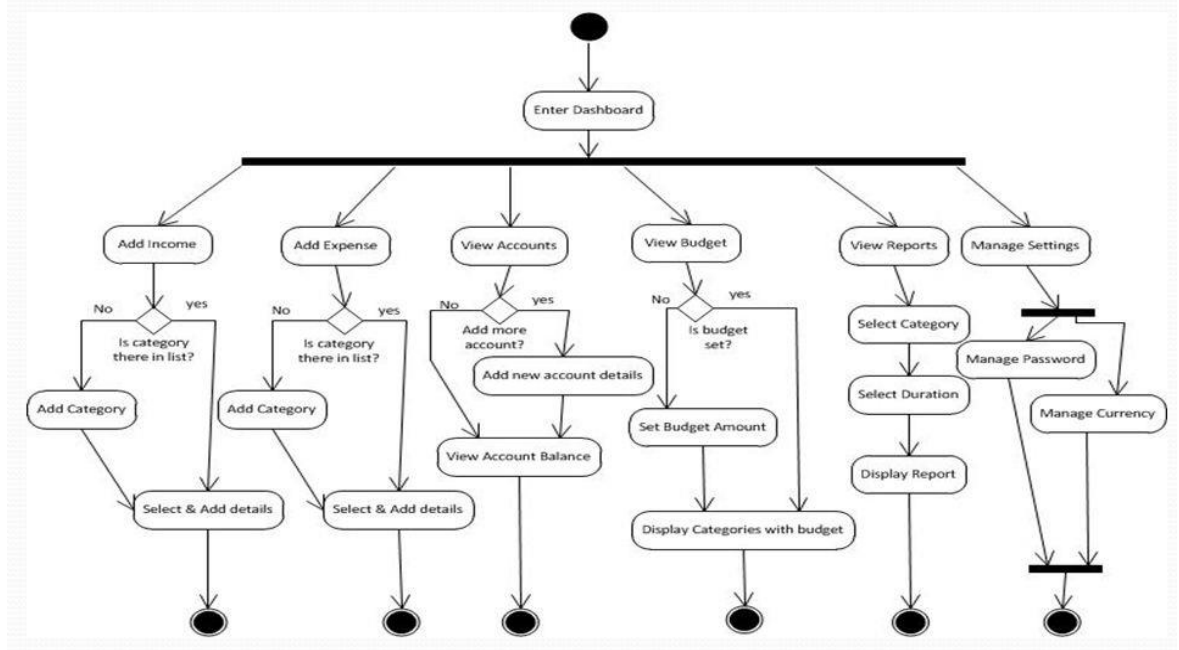 Enter Dashboard
Add Income
Add Expense
View Accounts
View Budget
View Reports
Manage Settings
No
yes
Is category
there in list?
No
yes
Is category
there in list?
No
yes
Add more
account?
No
yes
Is budget
set?
Select Category
Manage Password
Add new account details
Select Duration
Add Category
Add Category
Set Budget Amount
Manage Currency
View Account Balance
Display Report
Select & Add details
Select & Add details
Display Categories with budget